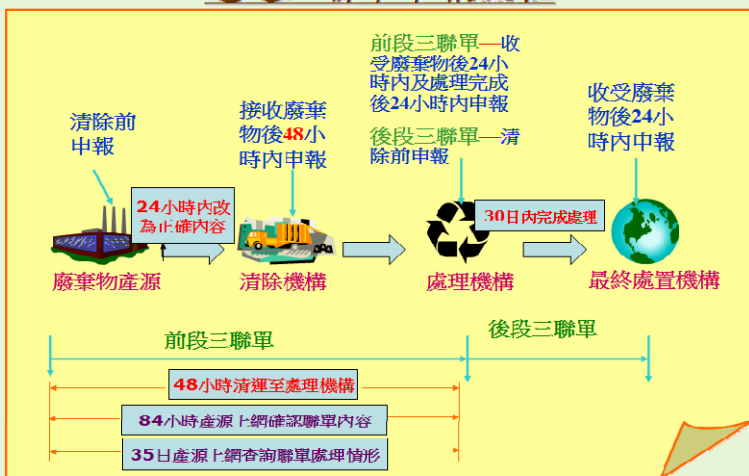 清除前
申報
接收廢棄
物後48小
時內申報
前段三聯單—收
受廢棄物後24小
時內及處理完成
後24小時內申報
後段三聯單—清
除前申報
收受廢棄
物後24小
時內申報
24小時內改
為正確內容
30日內完成處理
廢棄物產源
清除機構
處理機構
最終處置機構
前段三聯單
後段三聯單
48小時清運至處理機構
84小時產源上網確認聯單內容
35日產源上網查詢聯單處理情形